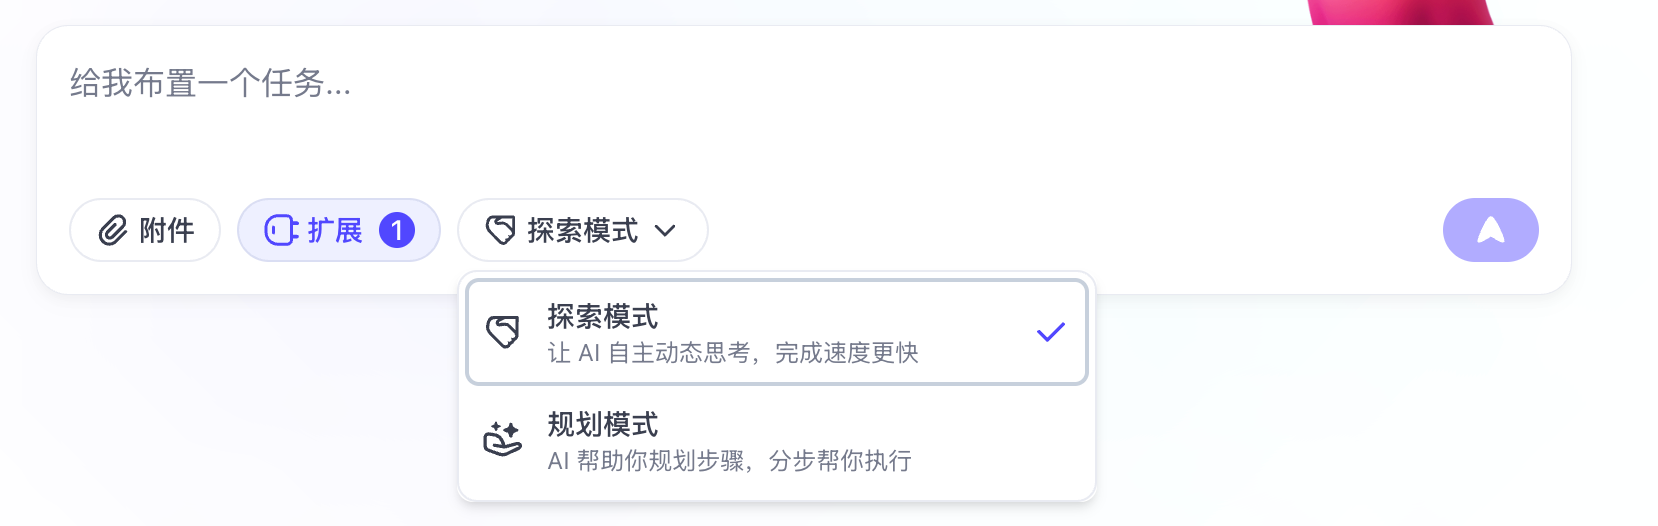 给我布置一个任务...
附件
扩展 1
探索模式
探索模式
让 AI 自主动态思考，完成速度更快
规划模式
AI 帮助你规划步骤，分步帮你执行